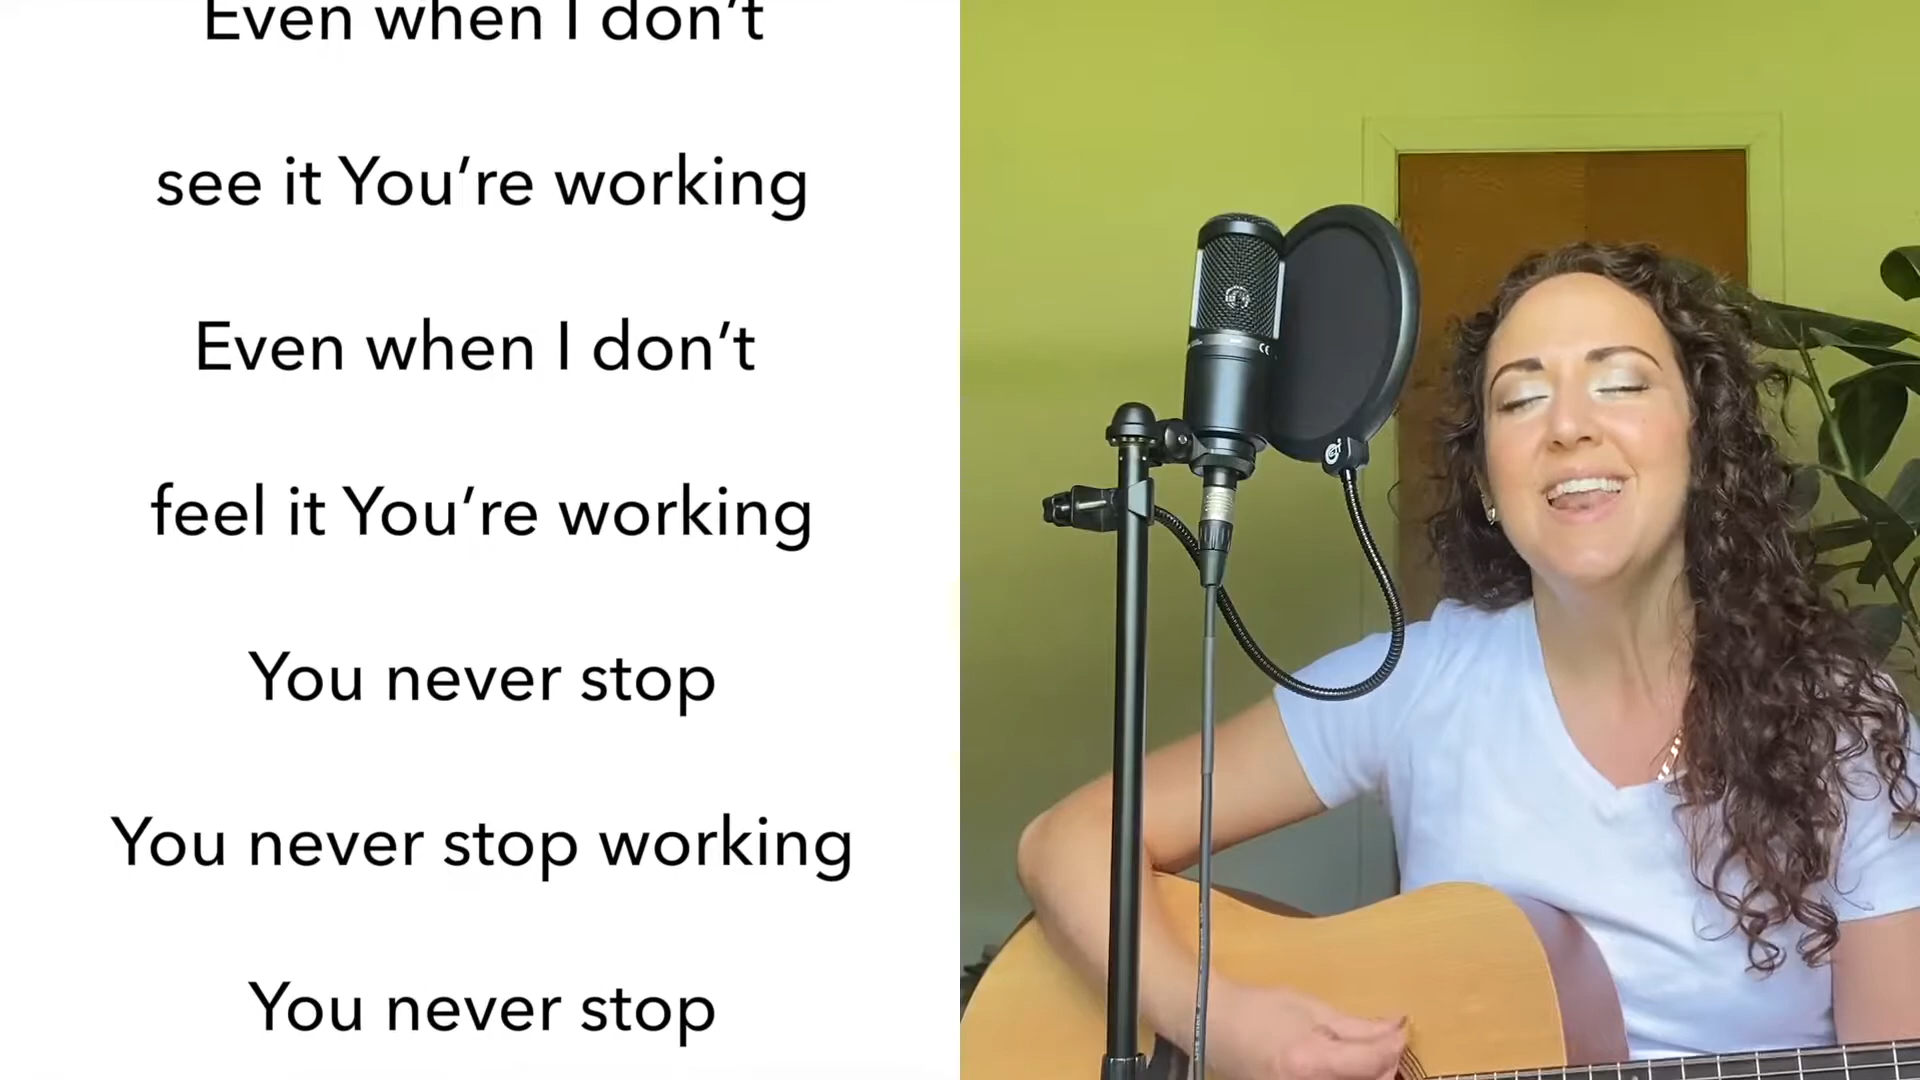 Even when I don’t
see it You’re working
Even when I don’t
feel it You’re working
You never stop
You never stop working
You never stop
CE